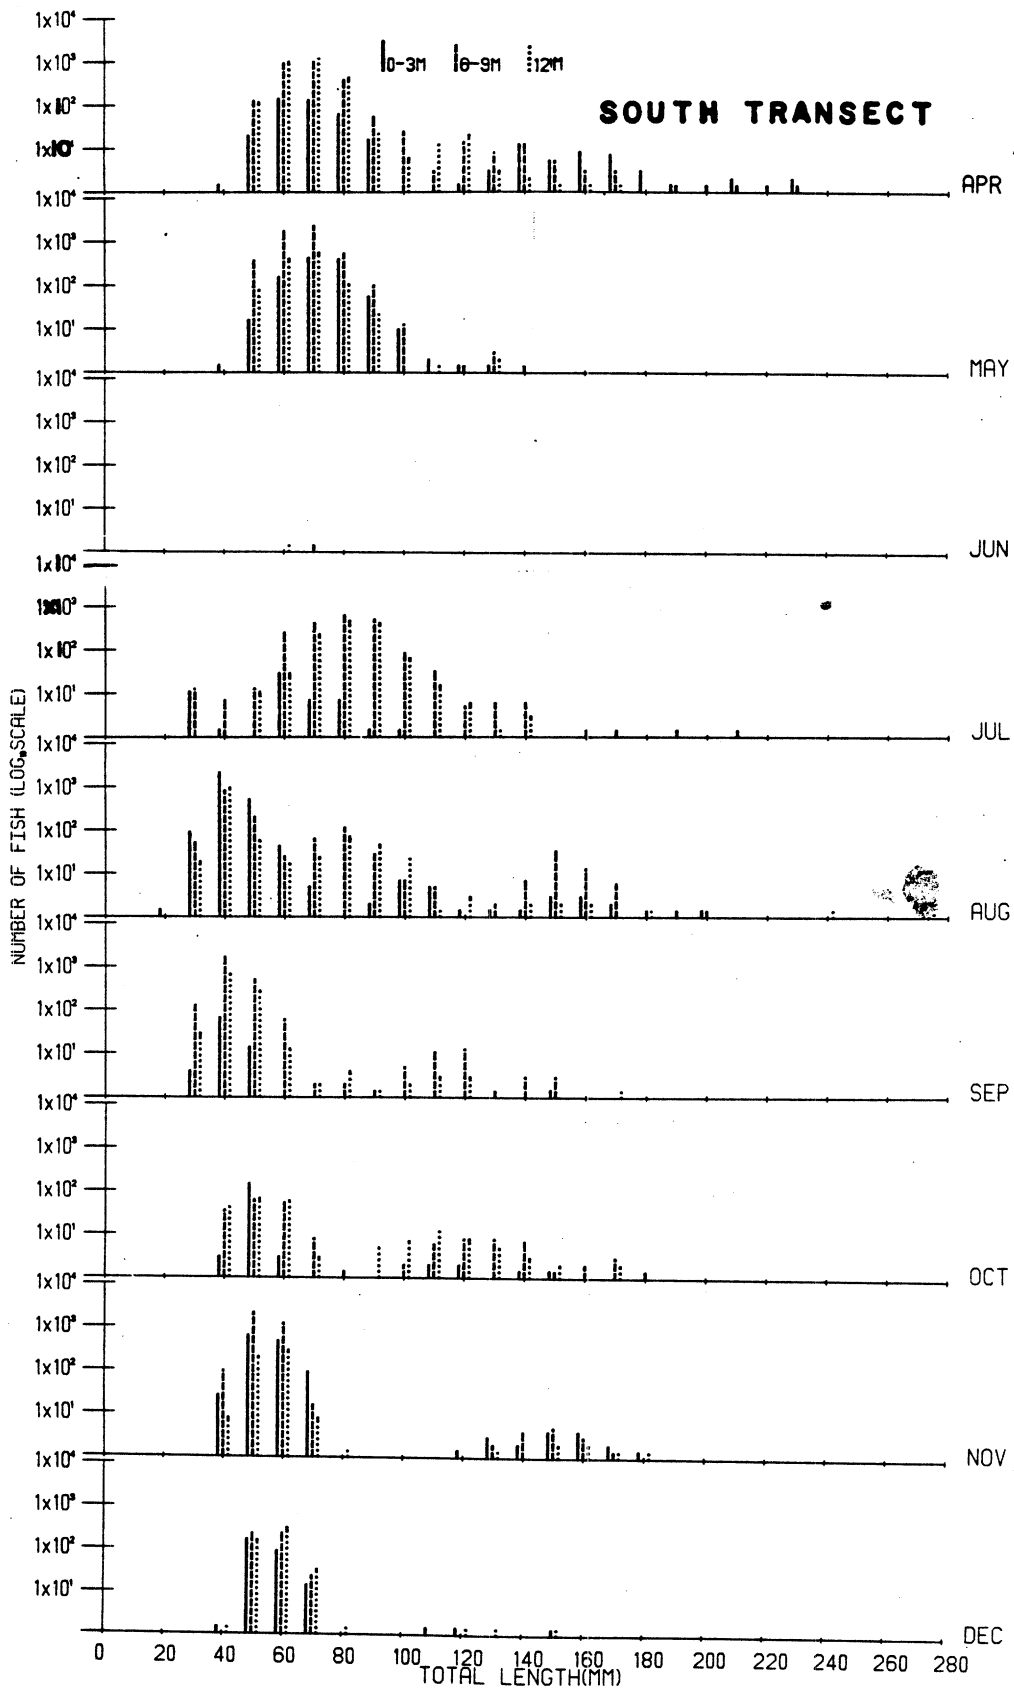 1x10⁴
1x10³
1x10²
1x10¹
0-3M 6-9M 12M
SOUTH TRANSECT
APR
1x10⁴
1x10³
1x10²
1x10¹
MAY
1x10⁴
1x10³
1x10²
1x10¹
JUN
1x10⁴
1x10³
1x10²
1x10¹
JUL
1x10⁴
1x10³
1x10²
1x10¹
AUG
1x10⁴
1x10³
1x10²
1x10¹
SEP
1x10⁴
1x10³
1x10²
1x10¹
OCT
1x10⁴
1x10³
1x10²
1x10¹
NOV
1x10⁴
1x10³
1x10²
1x10¹
DEC
NUMBER OF FISH (LOG SCALE)
0 20 40 60 80 100 120 140 160 180 200 220 240 260 280
TOTAL LENGTH(MM)